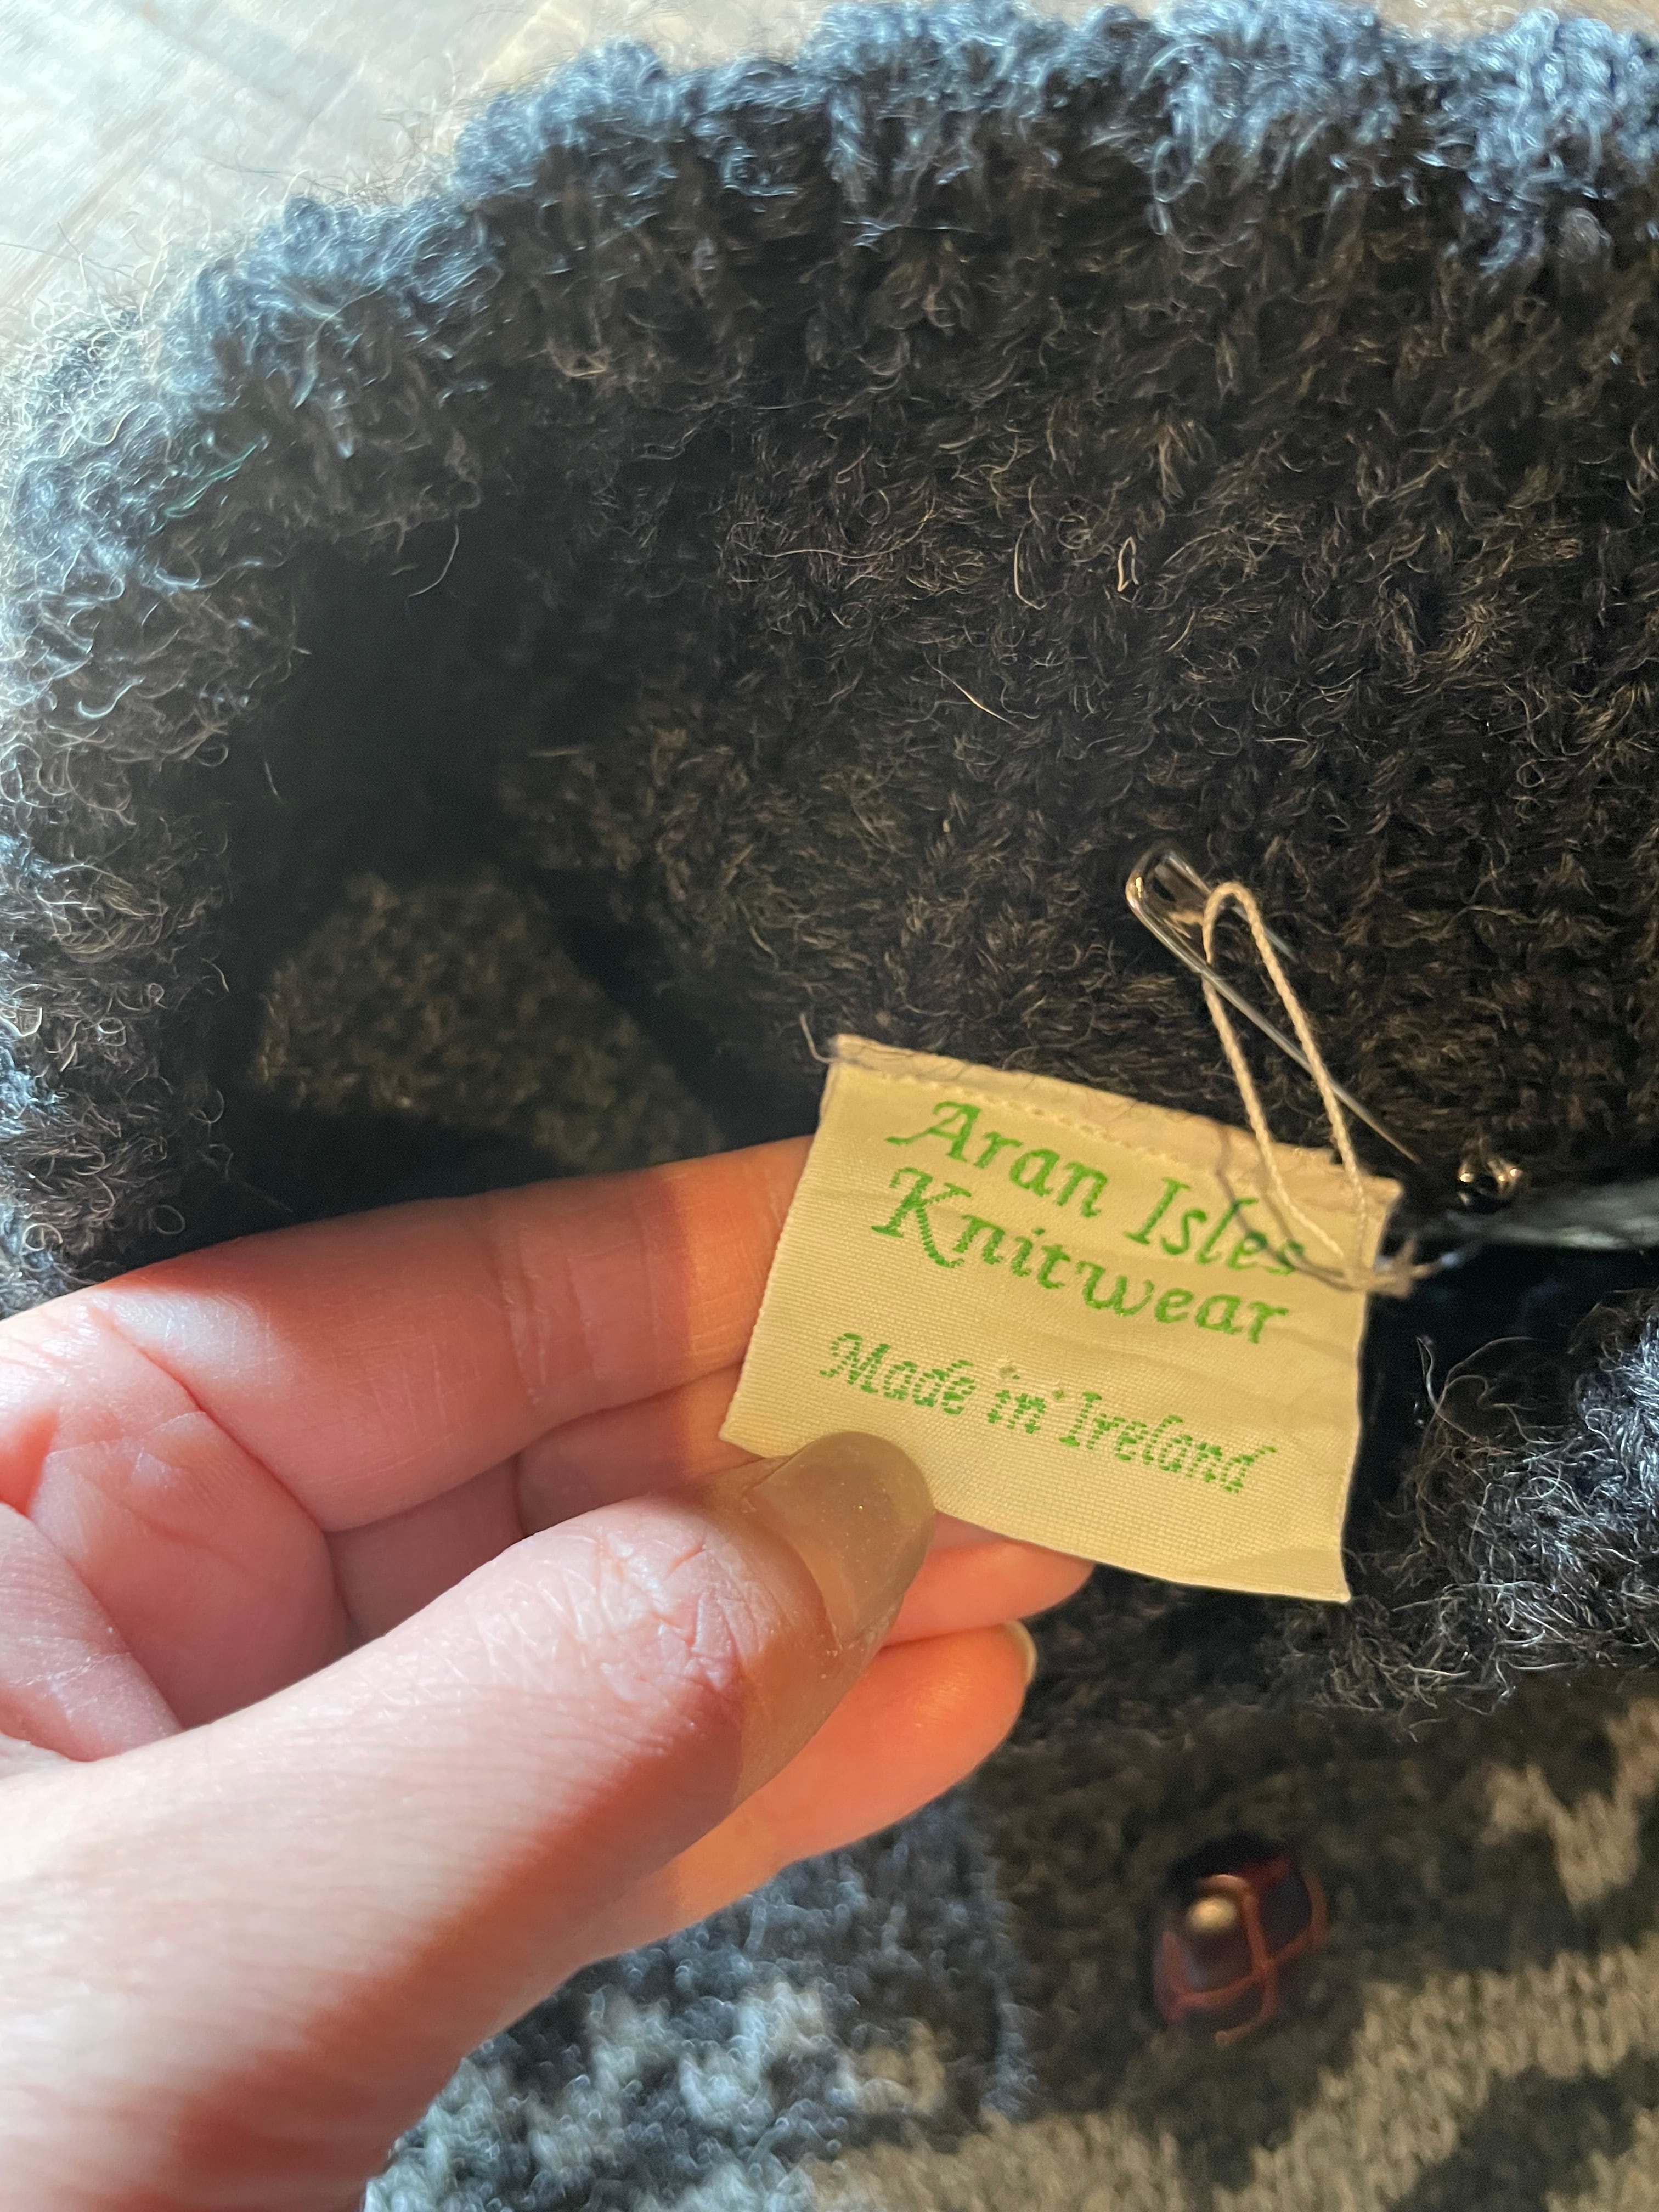 Aran Isles
Knitwear
Made in Ireland